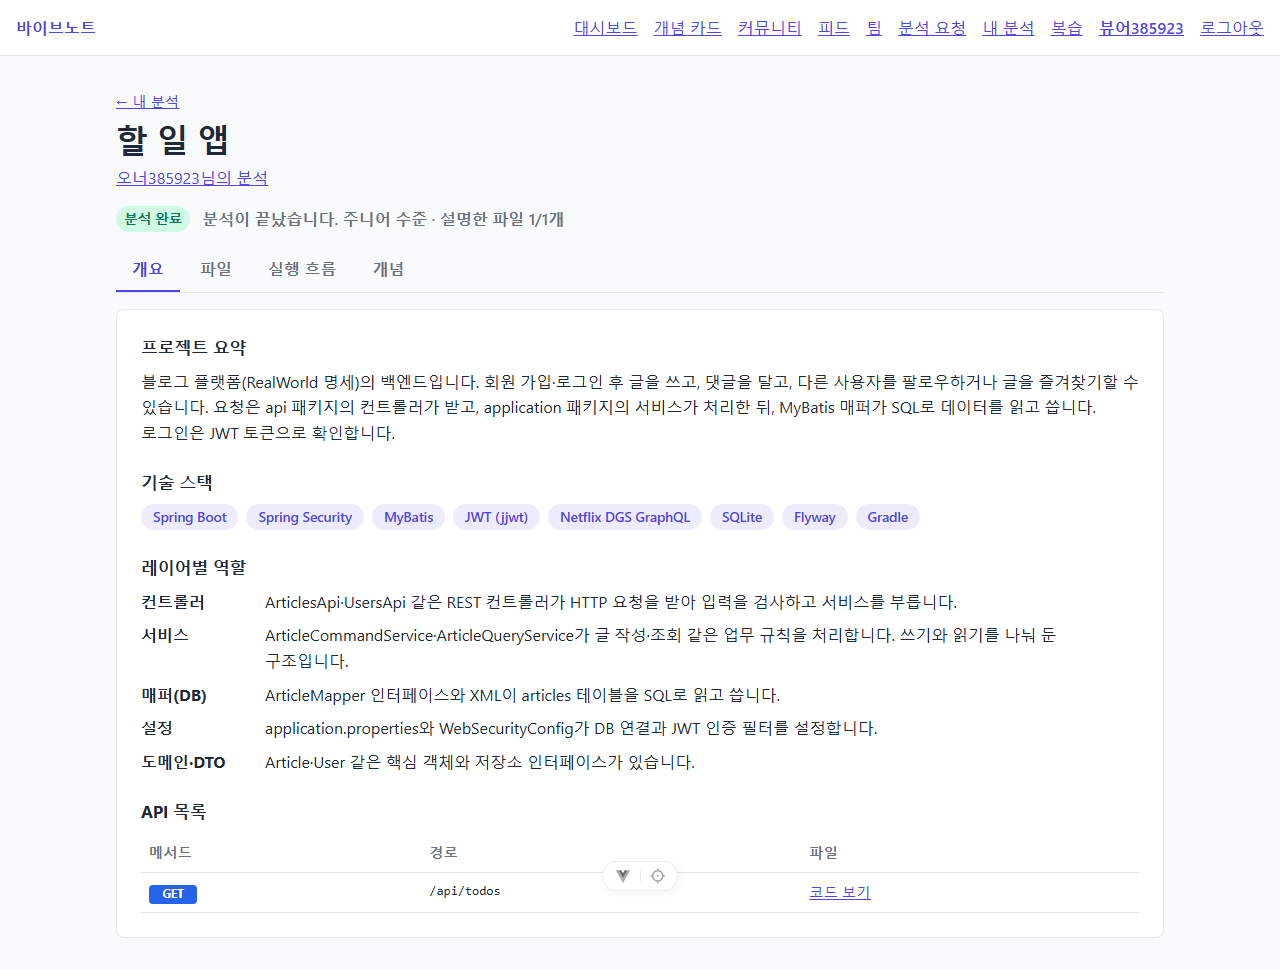 바이브노트
대시보드 개념 카드 커뮤니티 피드 팀 분석 요청 내 분석 복습 뷰어385923 로그아웃
← 내 분석
할 일 앱
오너385923님의 분석
분석 완료 분석이 끝났습니다. 주니어 수준 · 설명한 파일 1/1개
개요 파일 실행 흐름 개념
프로젝트 요약
블로그 플랫폼(RealWorld 명세)의 백엔드입니다. 회원 가입·로그인 후 글을 쓰고, 댓글을 달고, 다른 사용자를 팔로우하거나 글을 즐겨찾기할 수
있습니다. 요청은 api 패키지의 컨트롤러가 받고, application 패키지의 서비스가 처리한 뒤, MyBatis 매퍼가 SQL로 데이터를 읽고 씁니다.
로그인은 JWT 토큰으로 확인합니다.
기술 스택
Spring Boot Spring Security MyBatis JWT (jjwt) Netflix DGS GraphQL SQLite Flyway Gradle
레이어별 역할
컨트롤러 ArticlesApi·UsersApi 같은 REST 컨트롤러가 HTTP 요청을 받아 입력을 검사하고 서비스를 부릅니다.
서비스 ArticleCommandService·ArticleQueryService가 글 작성·조회 같은 업무 규칙을 처리합니다. 쓰기와 읽기를 나눠 둔
구조입니다.
매퍼(DB) ArticleMapper 인터페이스와 XML이 articles 테이블을 SQL로 읽고 씁니다.
설정 application.properties와 WebSecurityConfig가 DB 연결과 JWT 인증 필터를 설정합니다.
도메인·DTO Article·User 같은 핵심 객체와 저장소 인터페이스가 있습니다.
API 목록
메서드 경로 파일
GET /api/todos 코드 보기